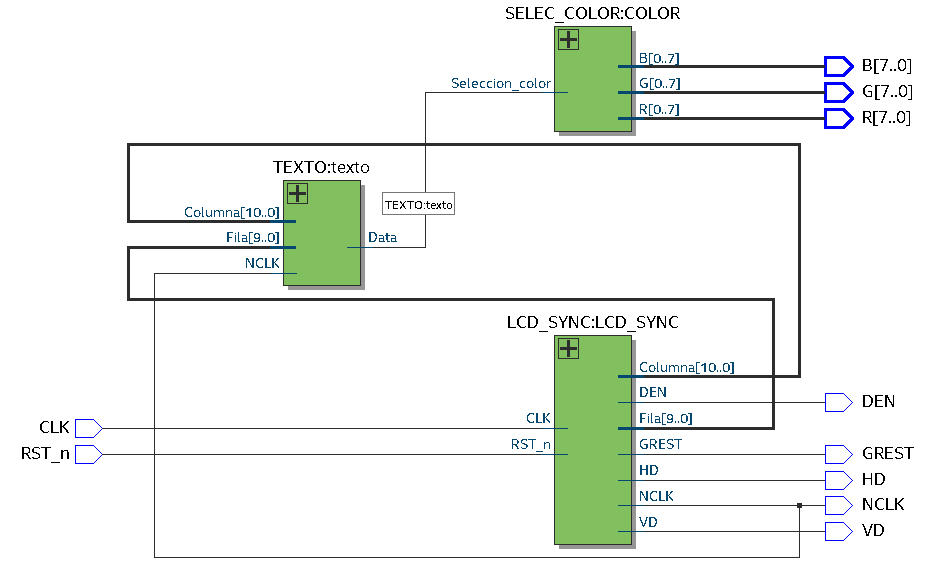 SELEC_COLOR:COLOR
B[0..7]
B[7..0]
Seleccion_color
G[0..7]
G[7..0]
R[0..7]
R[7..0]
TEXTO:texto
TEXTO:texto
Columna[10..0]
Fila[9..0]
Data
NCLK
LCD_SYNC:LCD_SYNC
Columna[10..0]
DEN
DEN
CLK
CLK
Fila[9..0]
RST_n
RST_n
GREST
GREST
HD
HD
NCLK
NCLK
VD
VD